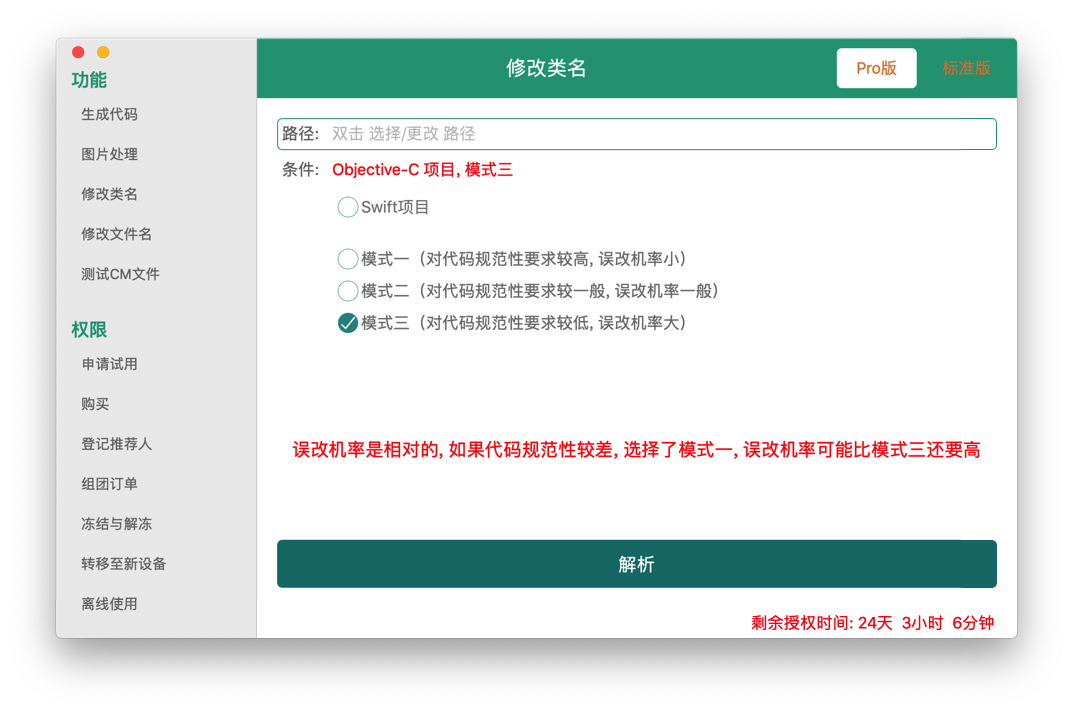 功能
生成代码
图片处理
修改类名
修改文件名
测试CM文件
权限
申请试用
购买
登记推荐人
组团订单
冻结与解冻
转移至新设备
离线使用
修改类名
Pro版
标准版
路径: 双击 选择/更改 路径
条件: Objective-C 项目, 模式三
Swift项目
模式一（对代码规范性要求较高, 误改机率小）
模式二（对代码规范性要求较一般, 误改机率一般）
模式三（对代码规范性要求较低, 误改机率大）
误改机率是相对的, 如果代码规范性较差, 选择了模式一, 误改机率可能比模式三还要高
解析
剩余授权时间: 24天 3小时 6分钟